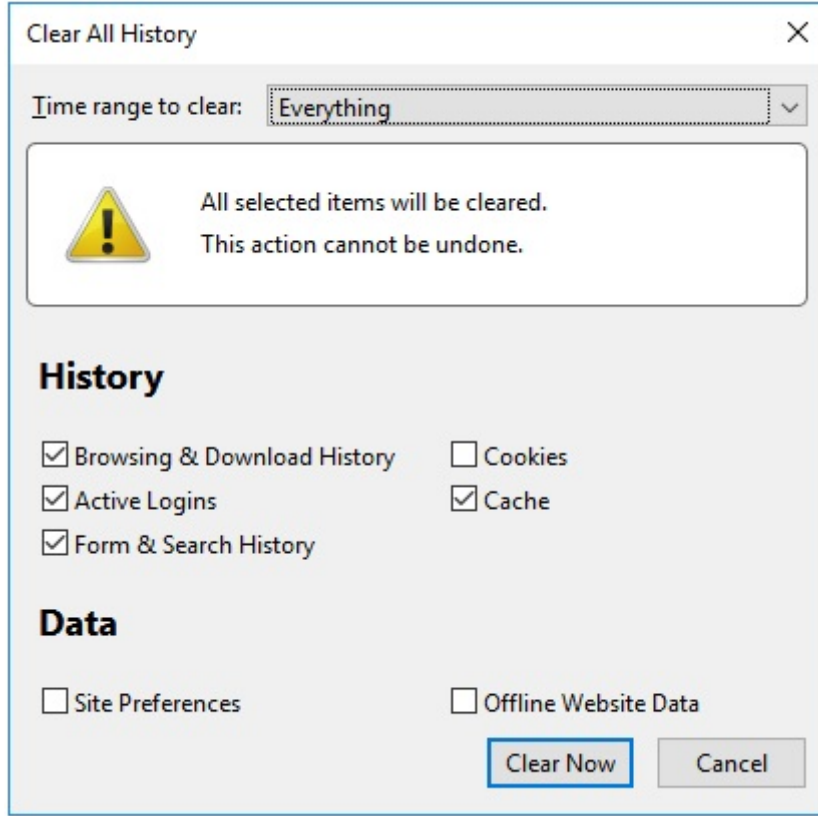 Clear All History
Time range to clear: Everything
All selected items will be cleared.
This action cannot be undone.
History
Browsing & Download History Cookies
Active Logins Cache
Form & Search History
Data
Site Preferences Offline Website Data
Clear Now Cancel